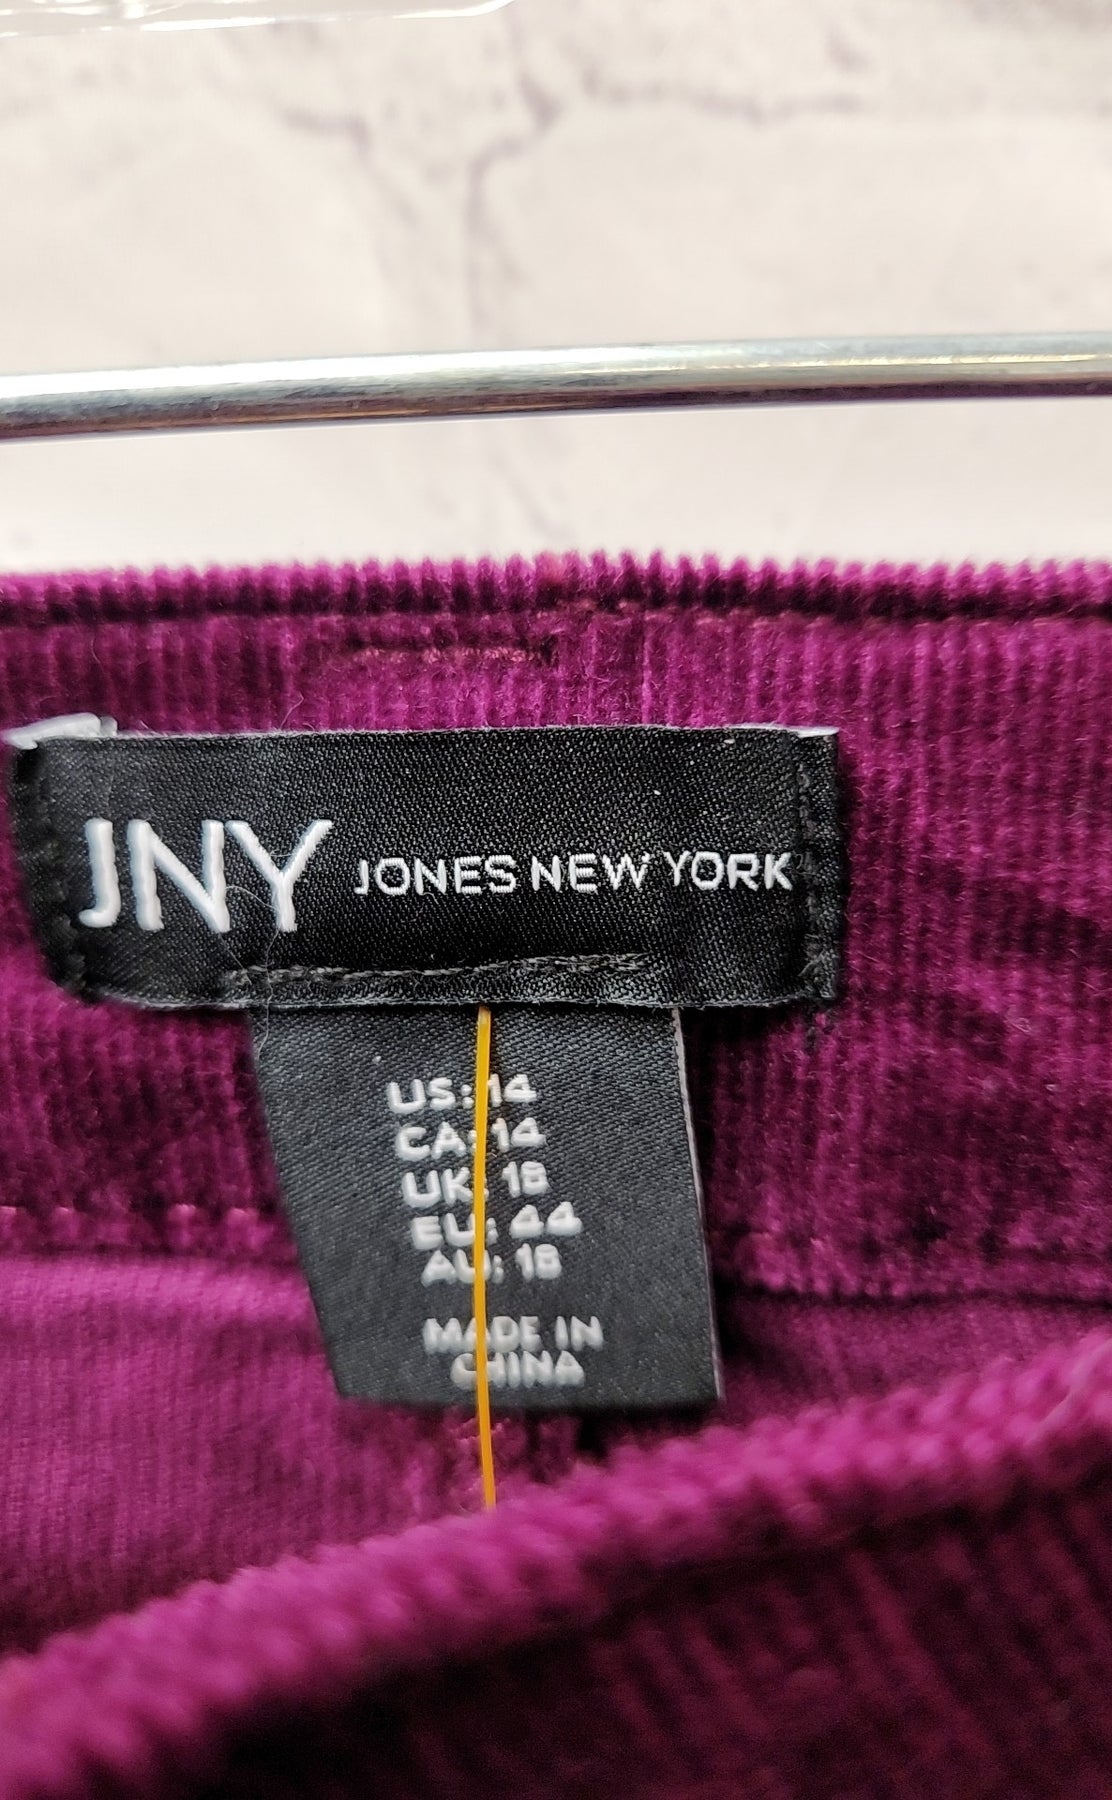 JNY JONES NEW YORK
US: 14
CA: 14
UK: 18
EU: 44
AU: 18
MADE IN
CHINA